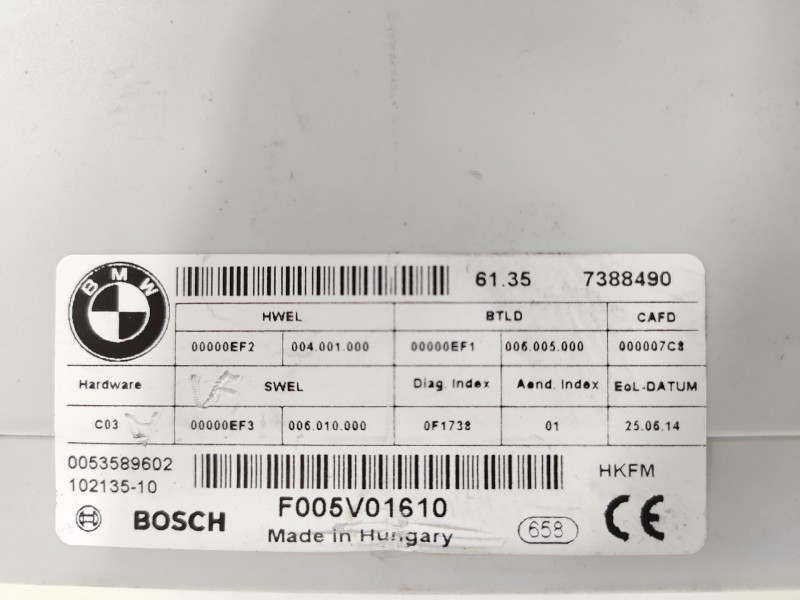 BMW
61.35 7388490
HWEL BTLD CAFD
00000EF2 004.001.000 00000EF1 006.005.000 000007C8
Hardware SWEL Diag. Index Aend. Index EoL-DATUM
C03 00000EF3 006.010.000 0F1738 01 25.06.14
0053589602
102135-10
HKFM
BOSCH F005V01610
Made in Hungary 658 CE